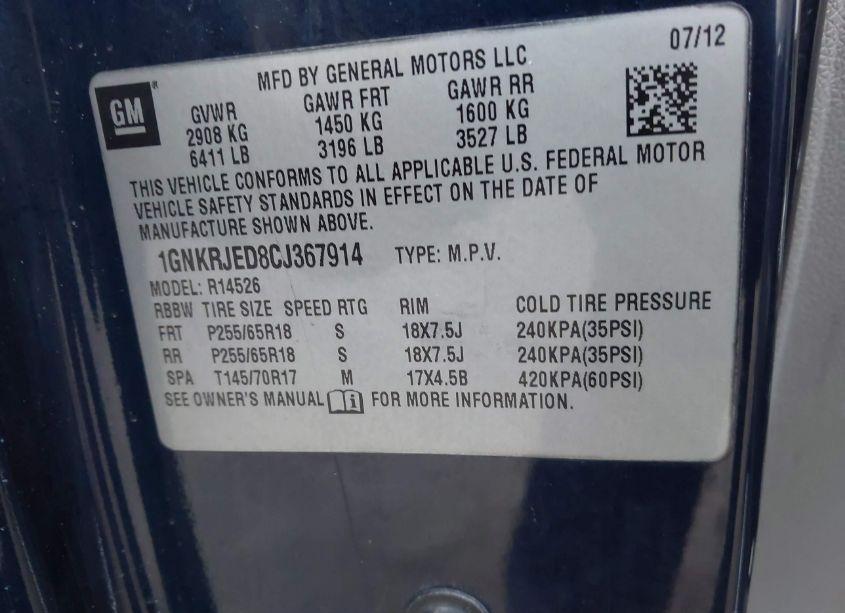 07/12
MFD BY GENERAL MOTORS LLC
GM®
GVWR GAWR FRT GAWR RR
2908 KG 1450 KG 1600 KG
6411 LB 3196 LB 3527 LB
THIS VEHICLE CONFORMS TO ALL APPLICABLE U.S. FEDERAL MOTOR
VEHICLE SAFETY STANDARDS IN EFFECT ON THE DATE OF
MANUFACTURE SHOWN ABOVE.
1GNKRJED8CJ367914 TYPE: M.P.V.
MODEL: R14526
RBBW TIRE SIZE SPEED RTG RIM COLD TIRE PRESSURE
FRT P255/65R18 S 18X7.5J 240KPA(35PSI)
RR P255/65R18 S 18X7.5J 240KPA(35PSI)
SPA T145/70R17 M 17X4.5B 420KPA(60PSI)
SEE OWNER'S MANUAL i FOR MORE INFORMATION.